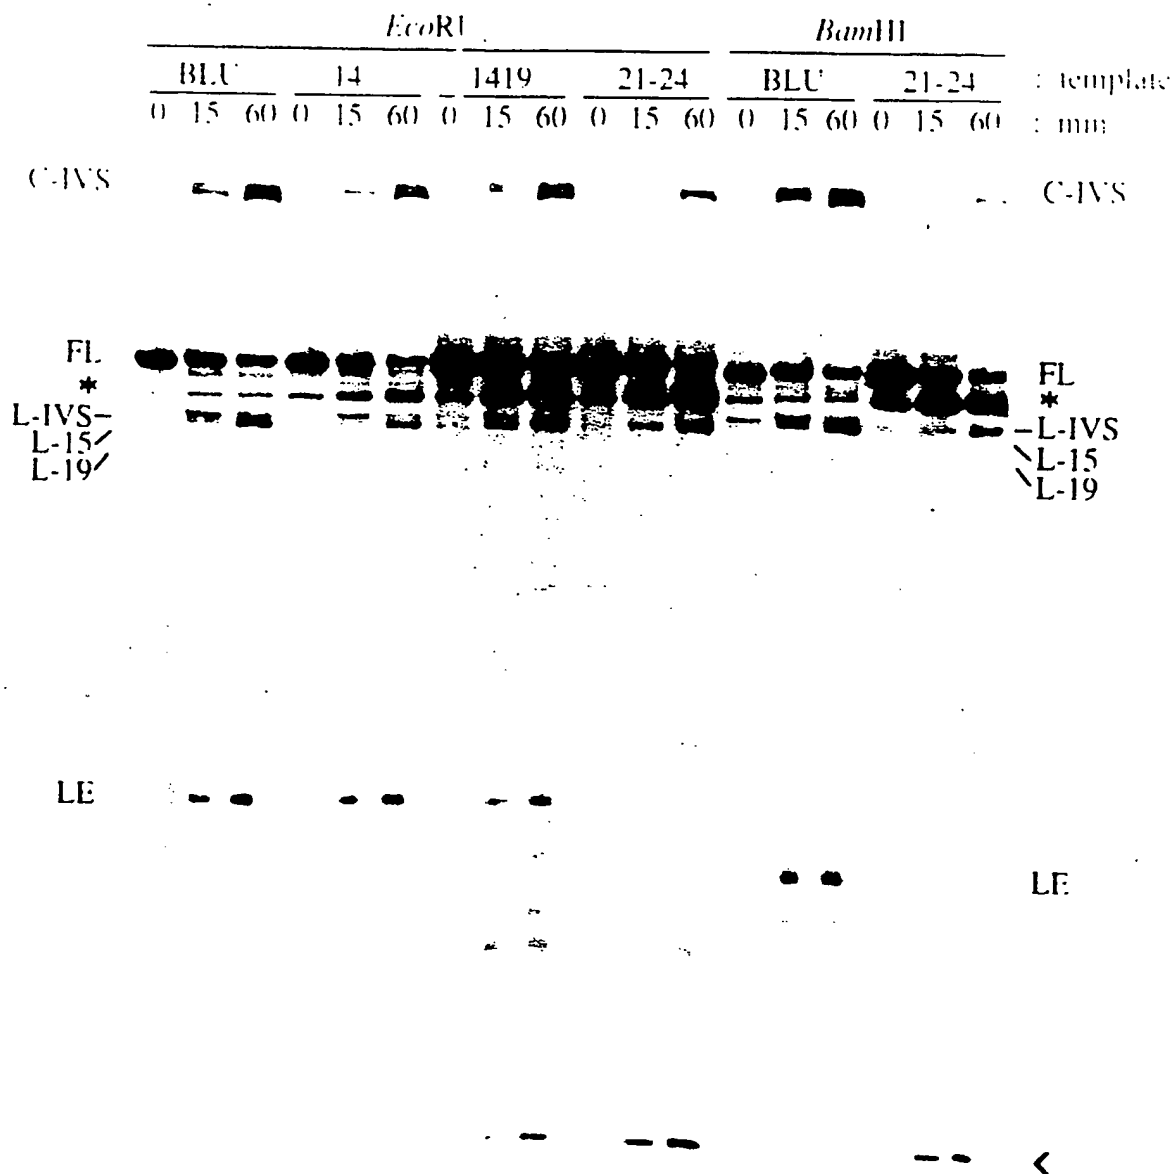 EcoRI BamHI
BLU 14 1419 21-24 BLU 21-24 : template
0 15 60 0 15 60 0 15 60 0 15 60 0 15 60 0 15 60 : min
C-IVS C-IVS
FL FL
* *
L-IVS L-IVS
L-15 L-15
L-19 L-19
LE LE
<